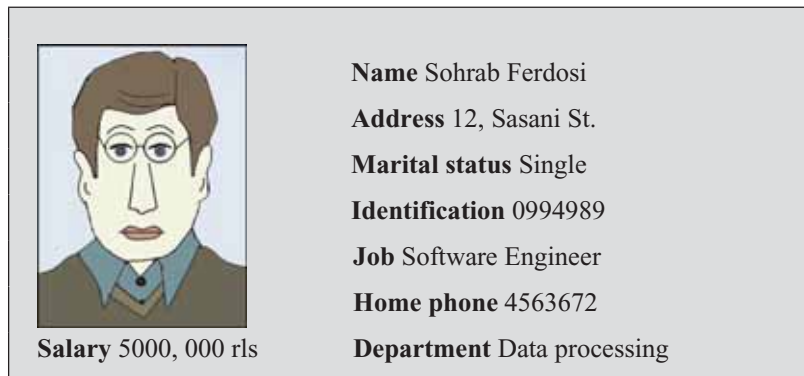 Name Sohrab Ferdosi
Address 12, Sasani St.
Marital status Single
Identification 0994989
Job Software Engineer
Home phone 4563672
Salary 5000, 000 rls
Department Data processing